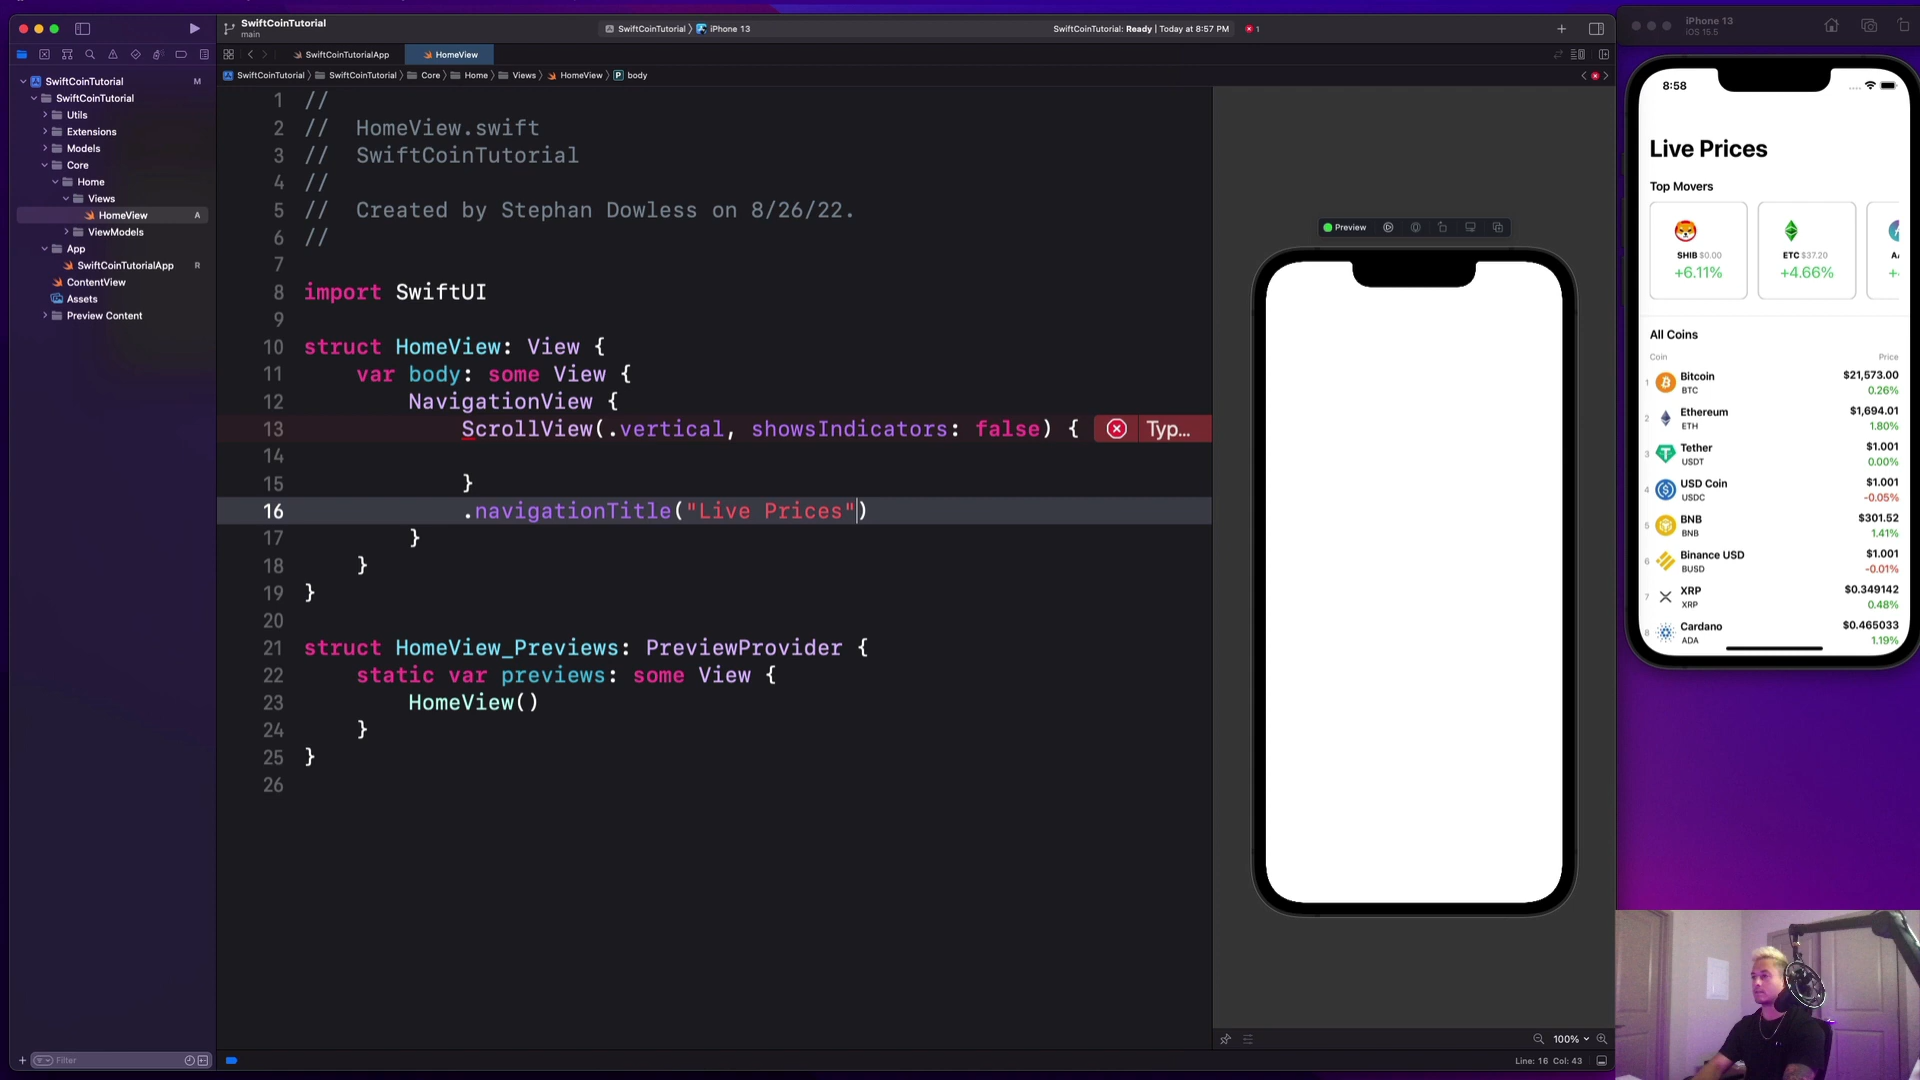 SwiftCoinTutorial
main
SwiftCoinTutorial
iPhone 13
SwiftCoinTutorial: Ready | Today at 8:57 PM
1
SwiftCoinTutorialApp
HomeView
SwiftCoinTutorial
SwiftCoinTutorial
Core
Home
Views
HomeView
P
body
SwiftCoinTutorial M
SwiftCoinTutorial
Utils
Extensions
Models
Core
Home
Views
HomeView A
ViewModels
App
SwiftCoinTutorialApp R
ContentView
Assets
Preview Content
Filter
1 //
2 // HomeView.swift
3 // SwiftCoinTutorial
4 //
5 // Created by Stephan Dowless on 8/26/22.
6 //
7
8 import SwiftUI
9
10 struct HomeView: View {
11 var body: some View {
12 NavigationView {
13 ScrollView(.vertical, showsIndicators: false) { Typ...
14
15 }
16 .navigationTitle("Live Prices")
17 }
18 }
19 }
20
21 struct HomeView_Previews: PreviewProvider {
22 static var previews: some View {
23 HomeView()
24 }
25 }
26
Preview
100%
Line: 16 Col: 43
iPhone 13
iOS 15.5
8:58
Live Prices
Top Movers
SHIB $0.00
+6.11%
ETC $37.20
+4.66%
All Coins
Coin Price
1 Bitcoin $21,573.00
BTC 0.26%
2 Ethereum $1,694.01
ETH 1.80%
3 Tether $1.001
USDT 0.00%
4 USD Coin $1.001
USDC -0.05%
5 BNB $301.52
BNB 1.41%
6 Binance USD $1.001
BUSD -0.01%
7 XRP $0.349142
XRP 0.48%
8 Cardano $0.465033
ADA 1.19%